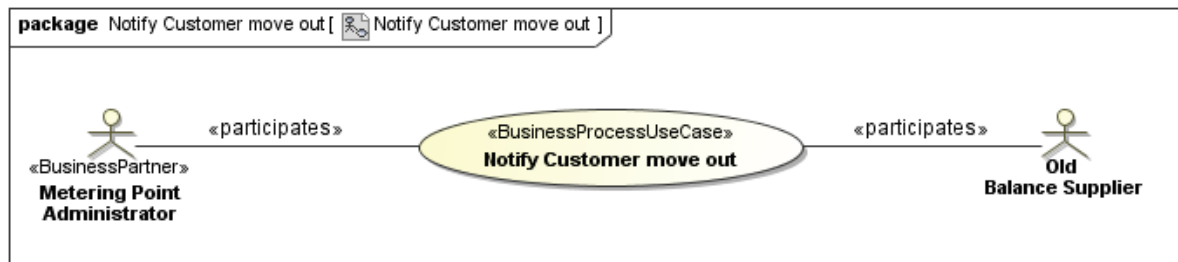 package Notify Customer move out [ Notify Customer move out ]
«participates»
«BusinessProcessUseCase»
Notify Customer move out
«participates»
«BusinessPartner»
Metering Point
Administrator
Old
Balance Supplier